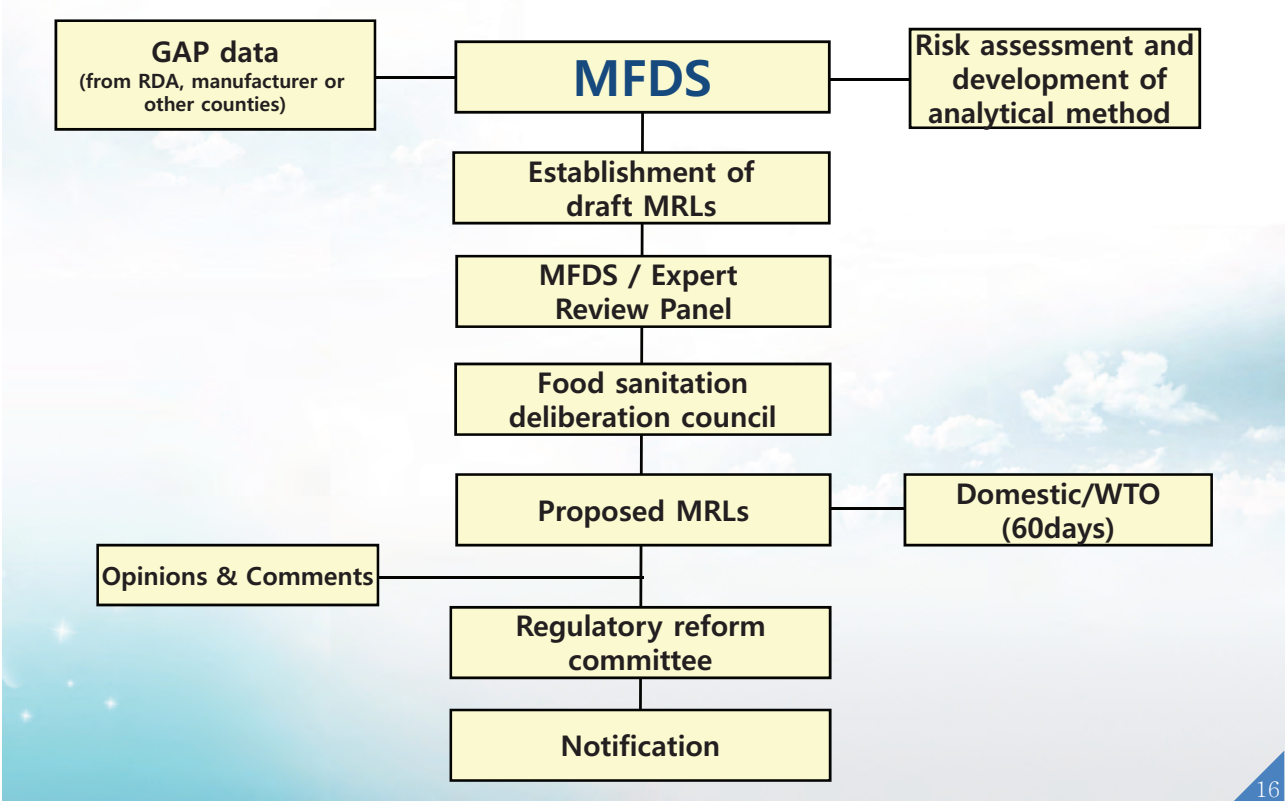 GAP data
(from RDA, manufacturer or
other counties)
MFDS
Risk assessment and
development of
analytical method
Establishment of
draft MRLs
MFDS / Expert
Review Panel
Food sanitation
deliberation council
Proposed MRLs
Domestic/WTO
(60days)
Opinions & Comments
Regulatory reform
committee
Notification
16